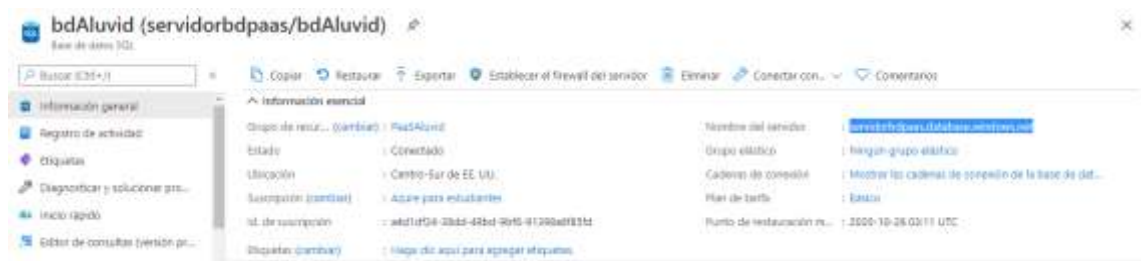 bdAluvid (servidorbdpaas/bdAluvid)
Base de datos SQL
Buscar (Ctrl+/)
Copiar Restaurar Exportar Establecer el firewall del servidor Eliminar Conectar con... Comentarios
Información general
Registro de actividad
Etiquetas
Diagnosticar y solucionar pro...
Inicio rápido
Editor de consultas (versión pr...
Información esencial
Grupo de recur... (cambiar) : PaaSAluvid
Estado : Conectado
Ubicación : Centro-Sur de EE. UU.
Suscripción (cambiar) : Azure para estudiantes
Id. de suscripción :
Etiquetas (cambiar) : Haga clic aquí para agregar etiquetas
Nombre del servidor : servidorbdpaas.database.windows.net
Grupo elástico : Ningún grupo elástico
Cadenas de conexión : Mostrar las cadenas de conexión de la base de dat...
Plan de tarifa : Básico
Punto de restauración m... : 2020-10-26 03:11 UTC